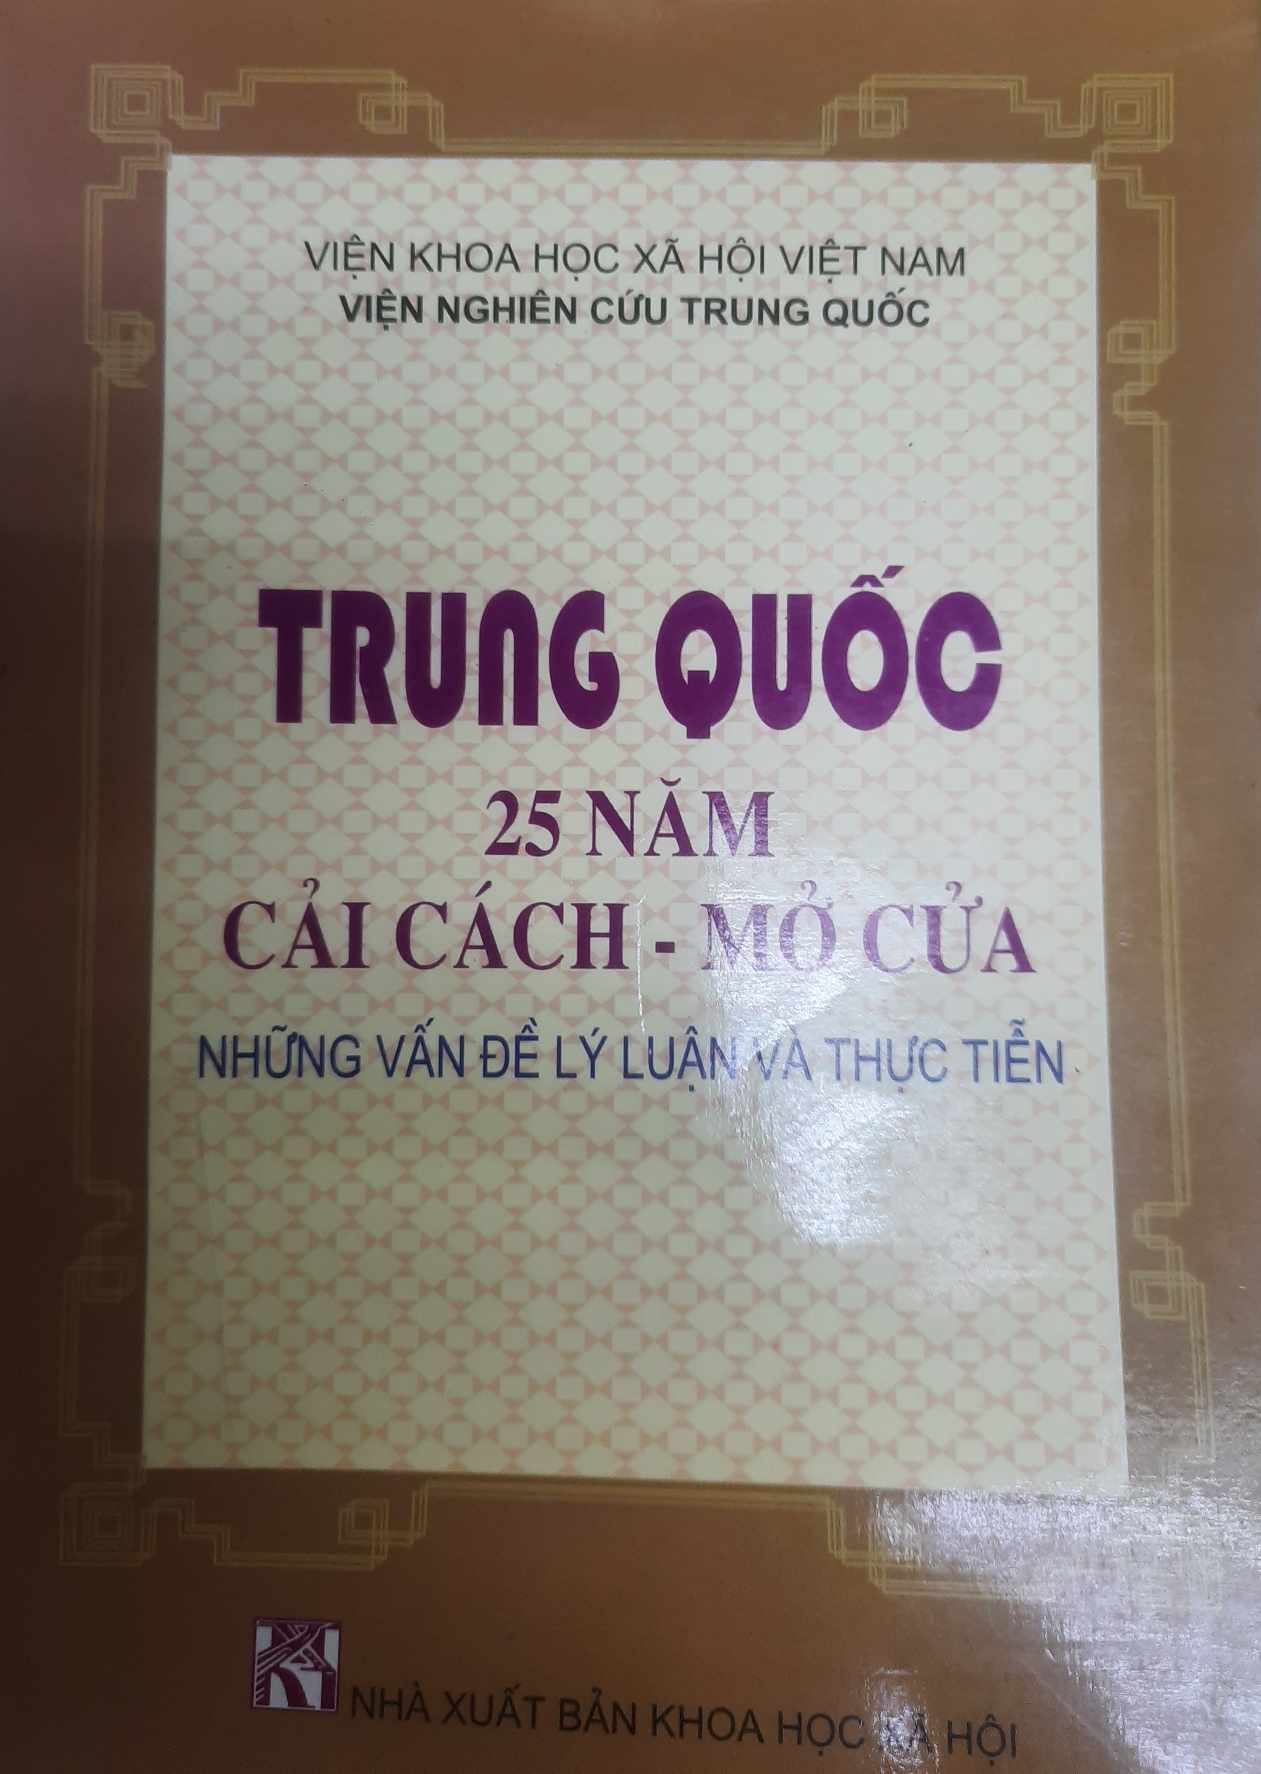 VIỆN KHOA HỌC XÃ HỘI VIỆT NAM
VIỆN NGHIÊN CỨU TRUNG QUỐC
TRUNG QUỐC
25 NĂM
CẢI CÁCH - MỞ CỬA
NHỮNG VẤN ĐỀ LÝ LUẬN VÀ THỰC TIỄN
NHÀ XUẤT BẢN KHOA HỌC XÃ HỘI